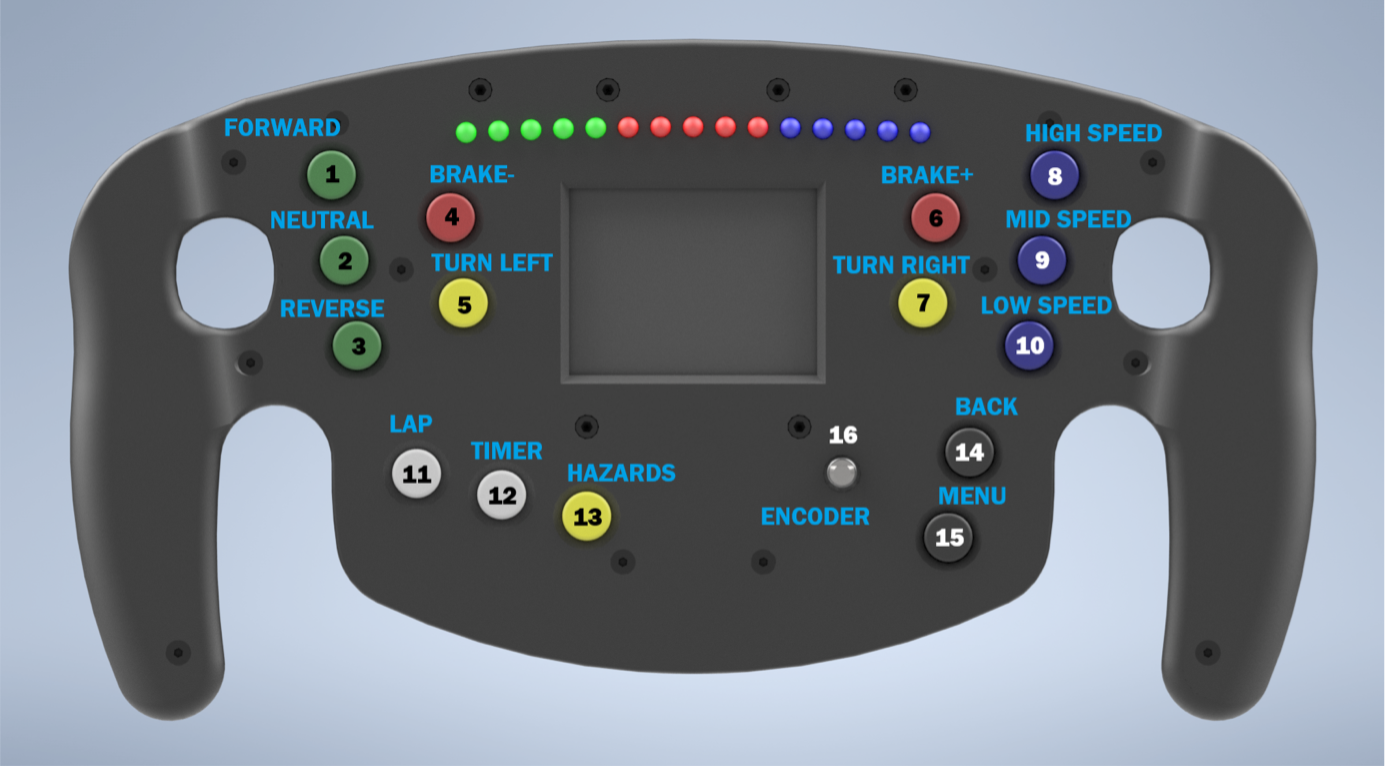 FORWARD
1
NEUTRAL
2
REVERSE
3
BRAKE-
4
TURN LEFT
5
BRAKE+
6
TURN RIGHT
7
HIGH SPEED
8
MID SPEED
9
LOW SPEED
10
LAP
11
TIMER
12
HAZARDS
13
16
ENCODER
BACK
14
MENU
15